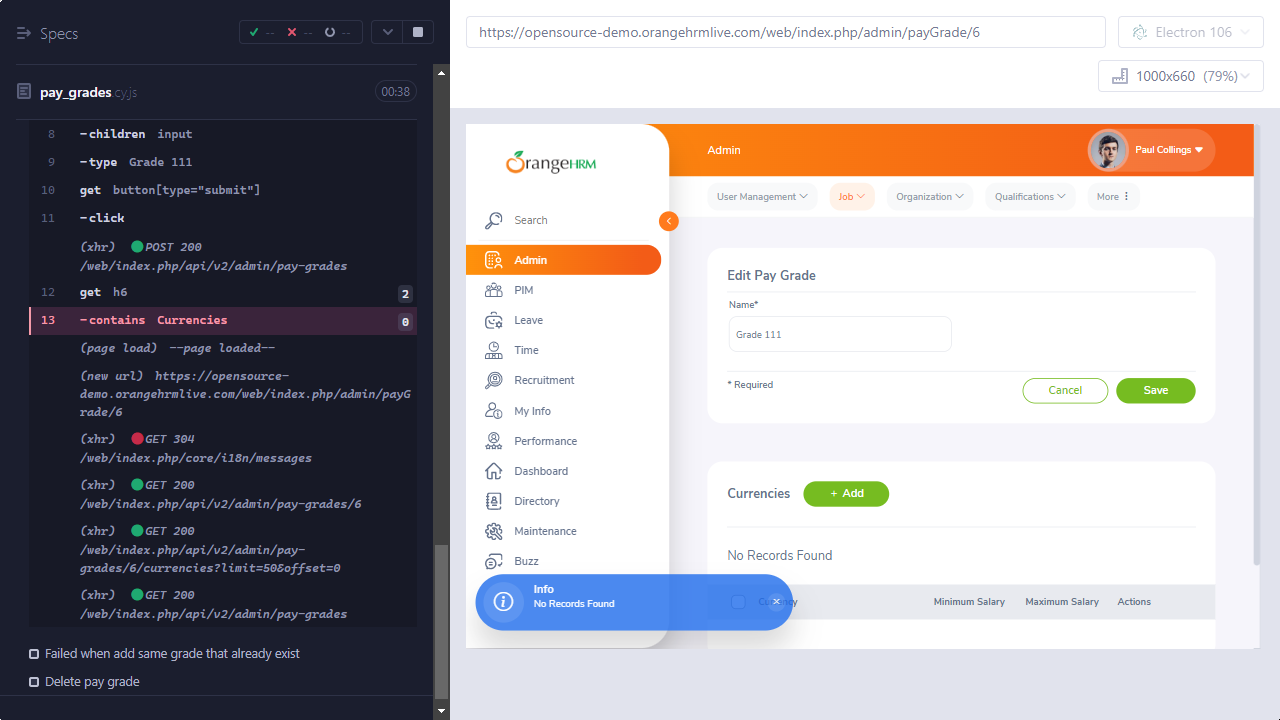 Specs
--
--
--
pay_grades.cy.js
00:38
8 -children input
9 -type Grade 111
10 get button[type="submit"]
11 -click
(xhr) POST 200
/web/index.php/api/v2/admin/pay-grades
12 get h6 2
13 -contains Currencies 0
(page load) --page loaded--
(new url) https://opensource-
demo.orangehrmlive.com/web/index.php/admin/payG
rade/6
(xhr) GET 304
/web/index.php/core/i18n/messages
(xhr) GET 200
/web/index.php/api/v2/admin/pay-grades/6
(xhr) GET 200
/web/index.php/api/v2/admin/pay-
grades/6/currencies?limit=50&offset=0
(xhr) GET 200
/web/index.php/api/v2/admin/pay-grades
Failed when add same grade that already exist
Delete pay grade
https://opensource-demo.orangehrmlive.com/web/index.php/admin/payGrade/6
Electron 106
1000x660 (79%)
OrangeHRM
Search
Admin
PIM
Leave
Time
Recruitment
My Info
Performance
Dashboard
Directory
Maintenance
Buzz
Admin
Paul Collings
User Management
Job
Organization
Qualifications
More
Edit Pay Grade
Name*
Grade 111
* Required
Cancel
Save
Currencies
+ Add
No Records Found
Currency
Minimum Salary
Maximum Salary
Actions
Info
No Records Found